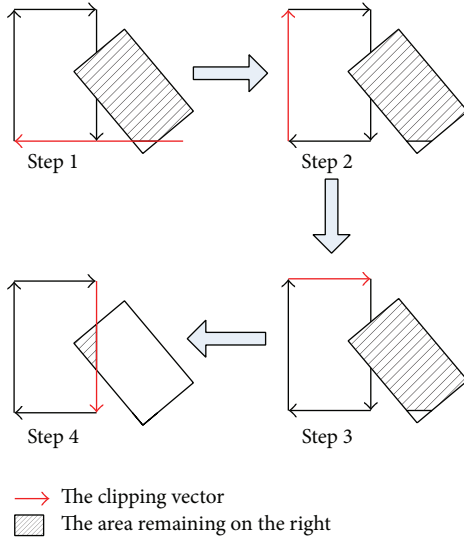 Step 1
Step 2
Step 4
Step 3
The clipping vector
The area remaining on the right